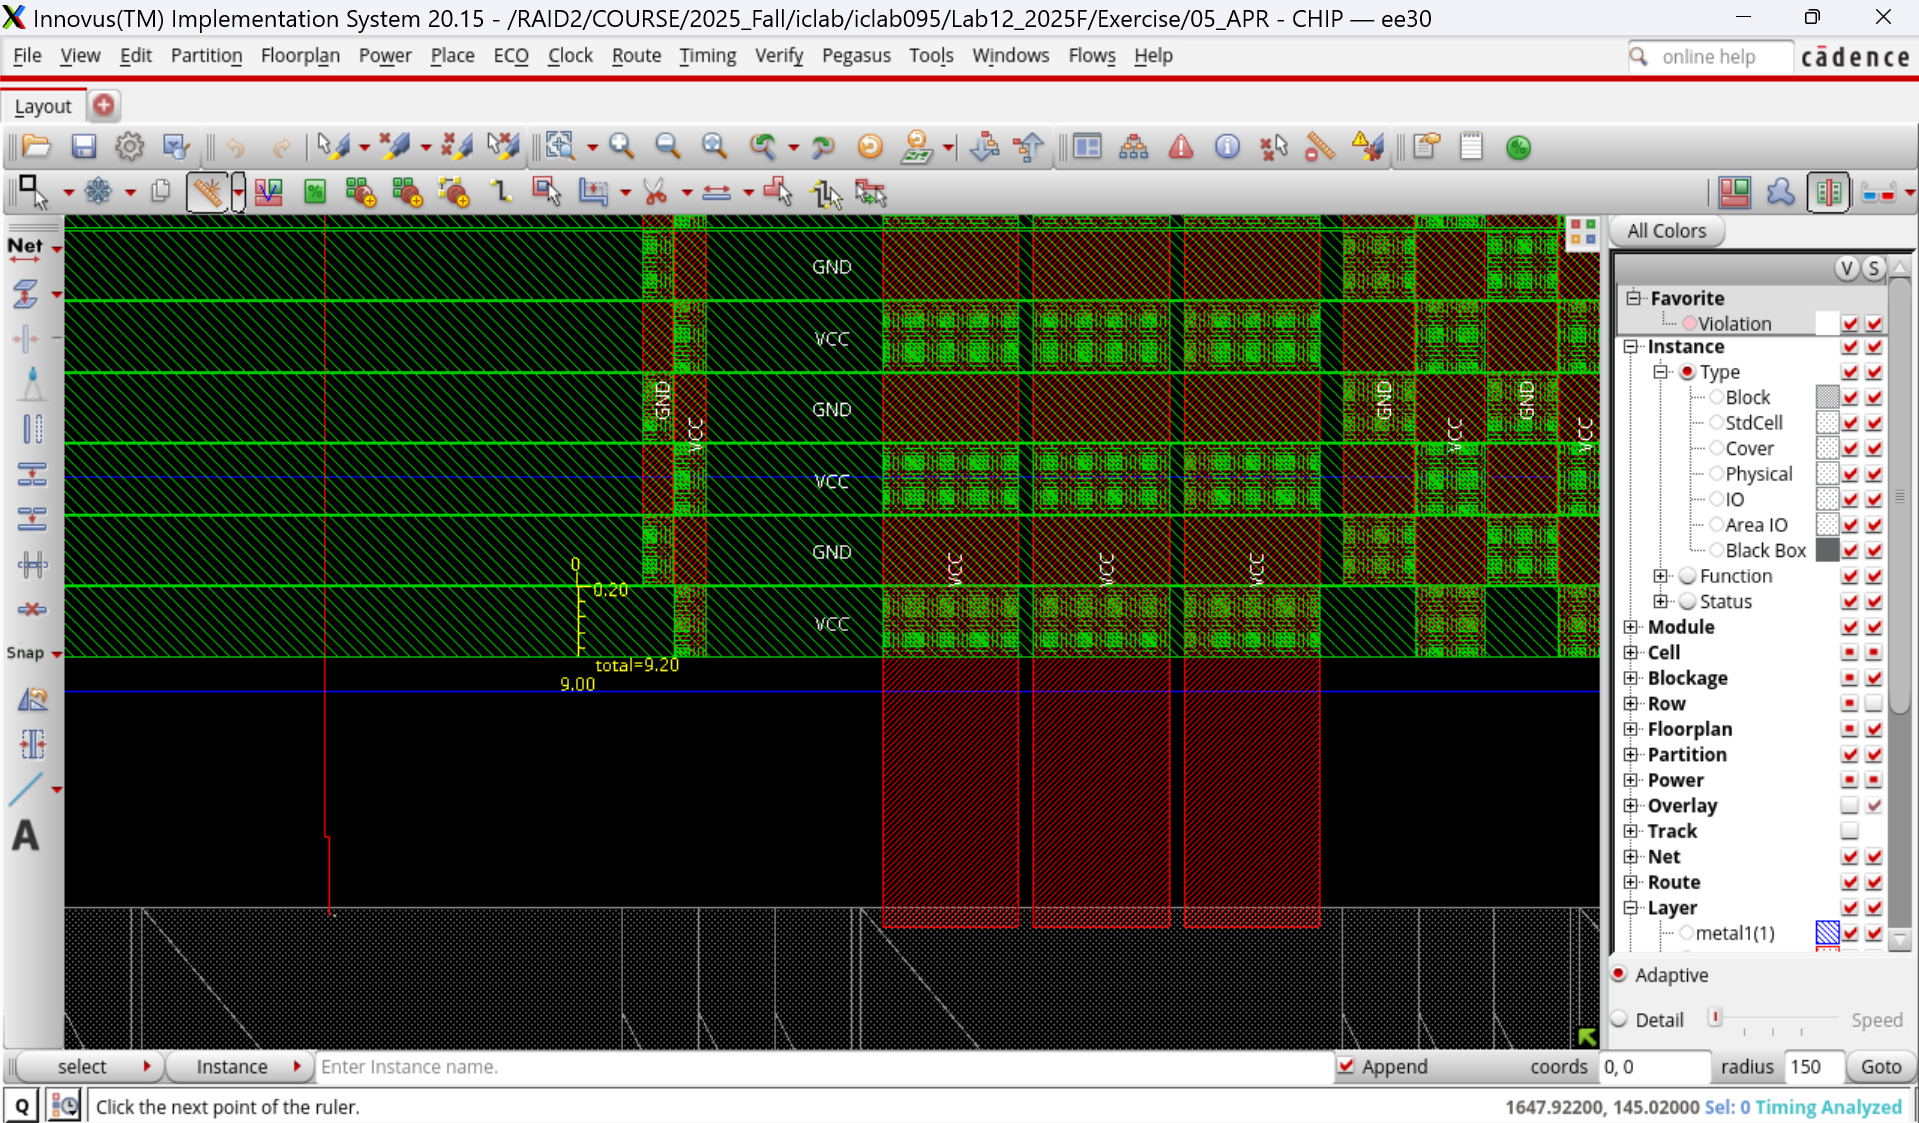 Innovus(TM) Implementation System 20.15 - /RAID2/COURSE/2025_Fall/iclab/iclab095/Lab12_2025F/Exercise/05_APR - CHIP — ee30
File View Edit Partition Floorplan Power Place ECO Clock Route Timing Verify Pegasus Tools Windows Flows Help
online help
cādence
Layout
Net
Snap
A
GND
VCC
GND
VCC
GND
VCC
GND
VCC
GND
VCC
GND
VCC
VCC
VCC
VCC
VCC
0
0.20
total=9.20
9.00
All Colors
V S
Favorite
Violation
Instance
Type
Block
StdCell
Cover
Physical
IO
Area IO
Black Box
Function
Status
Module
Cell
Blockage
Row
Floorplan
Partition
Power
Overlay
Track
Net
Route
Layer
metal1(1)
Adaptive
Detail Speed
select Instance Enter Instance name. Append coords 0, 0 radius 150 Goto
Q Click the next point of the ruler. 1647.92200, 145.02000 Sel: 0 Timing Analyzed